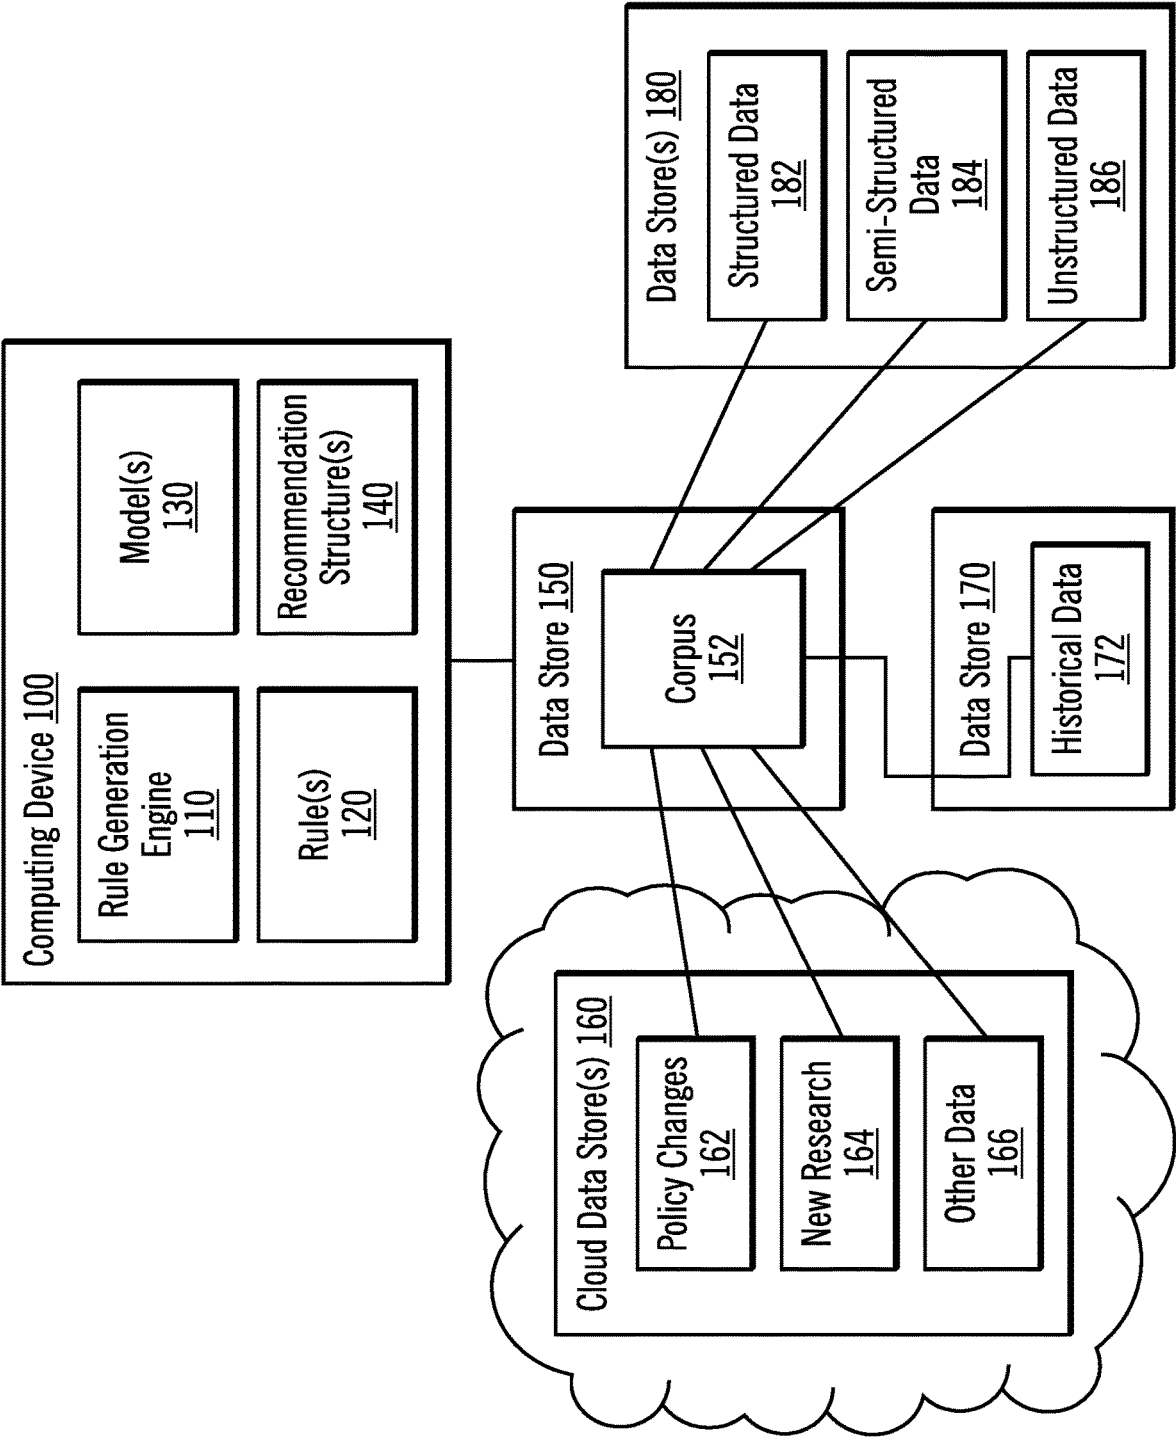 Computing Device 100
Rule Generation
Engine
110
Model(s)
130
Rule(s)
120
Recommendation
Structure(s)
140
Cloud Data Store(s) 160
Policy Changes
162
New Research
164
Other Data
166
Data Store 150
Corpus
152
Data Store 170
Historical Data
172
Data Store(s) 180
Structured Data
182
Semi-Structured
Data
184
Unstructured Data
186